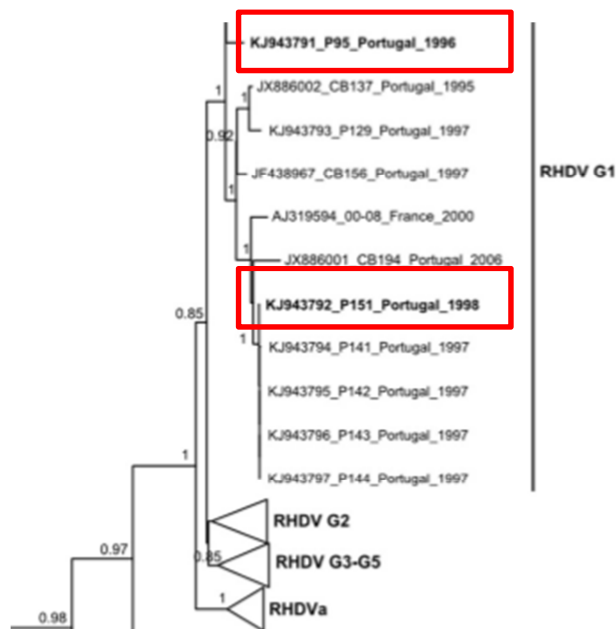 KJ943791_P95_Portugal_1996
1
JX886002_CB137_Portugal_1995
1
0.92
KJ943793_P129_Portugal_1997
JF438967_CB156_Portugal_1997
RHDV G1
1
AJ319594_00-08_France_2000
1
JX886001_CB194_Portugal_2006
KJ943792_P151_Portugal_1998
0.85
1
KJ943794_P141_Portugal_1997
KJ943795_P142_Portugal_1997
KJ943796_P143_Portugal_1997
1
KJ943797_P144_Portugal_1997
RHDV G2
0.97
0.85
RHDV G3-G5
1
RHDVa
0.98